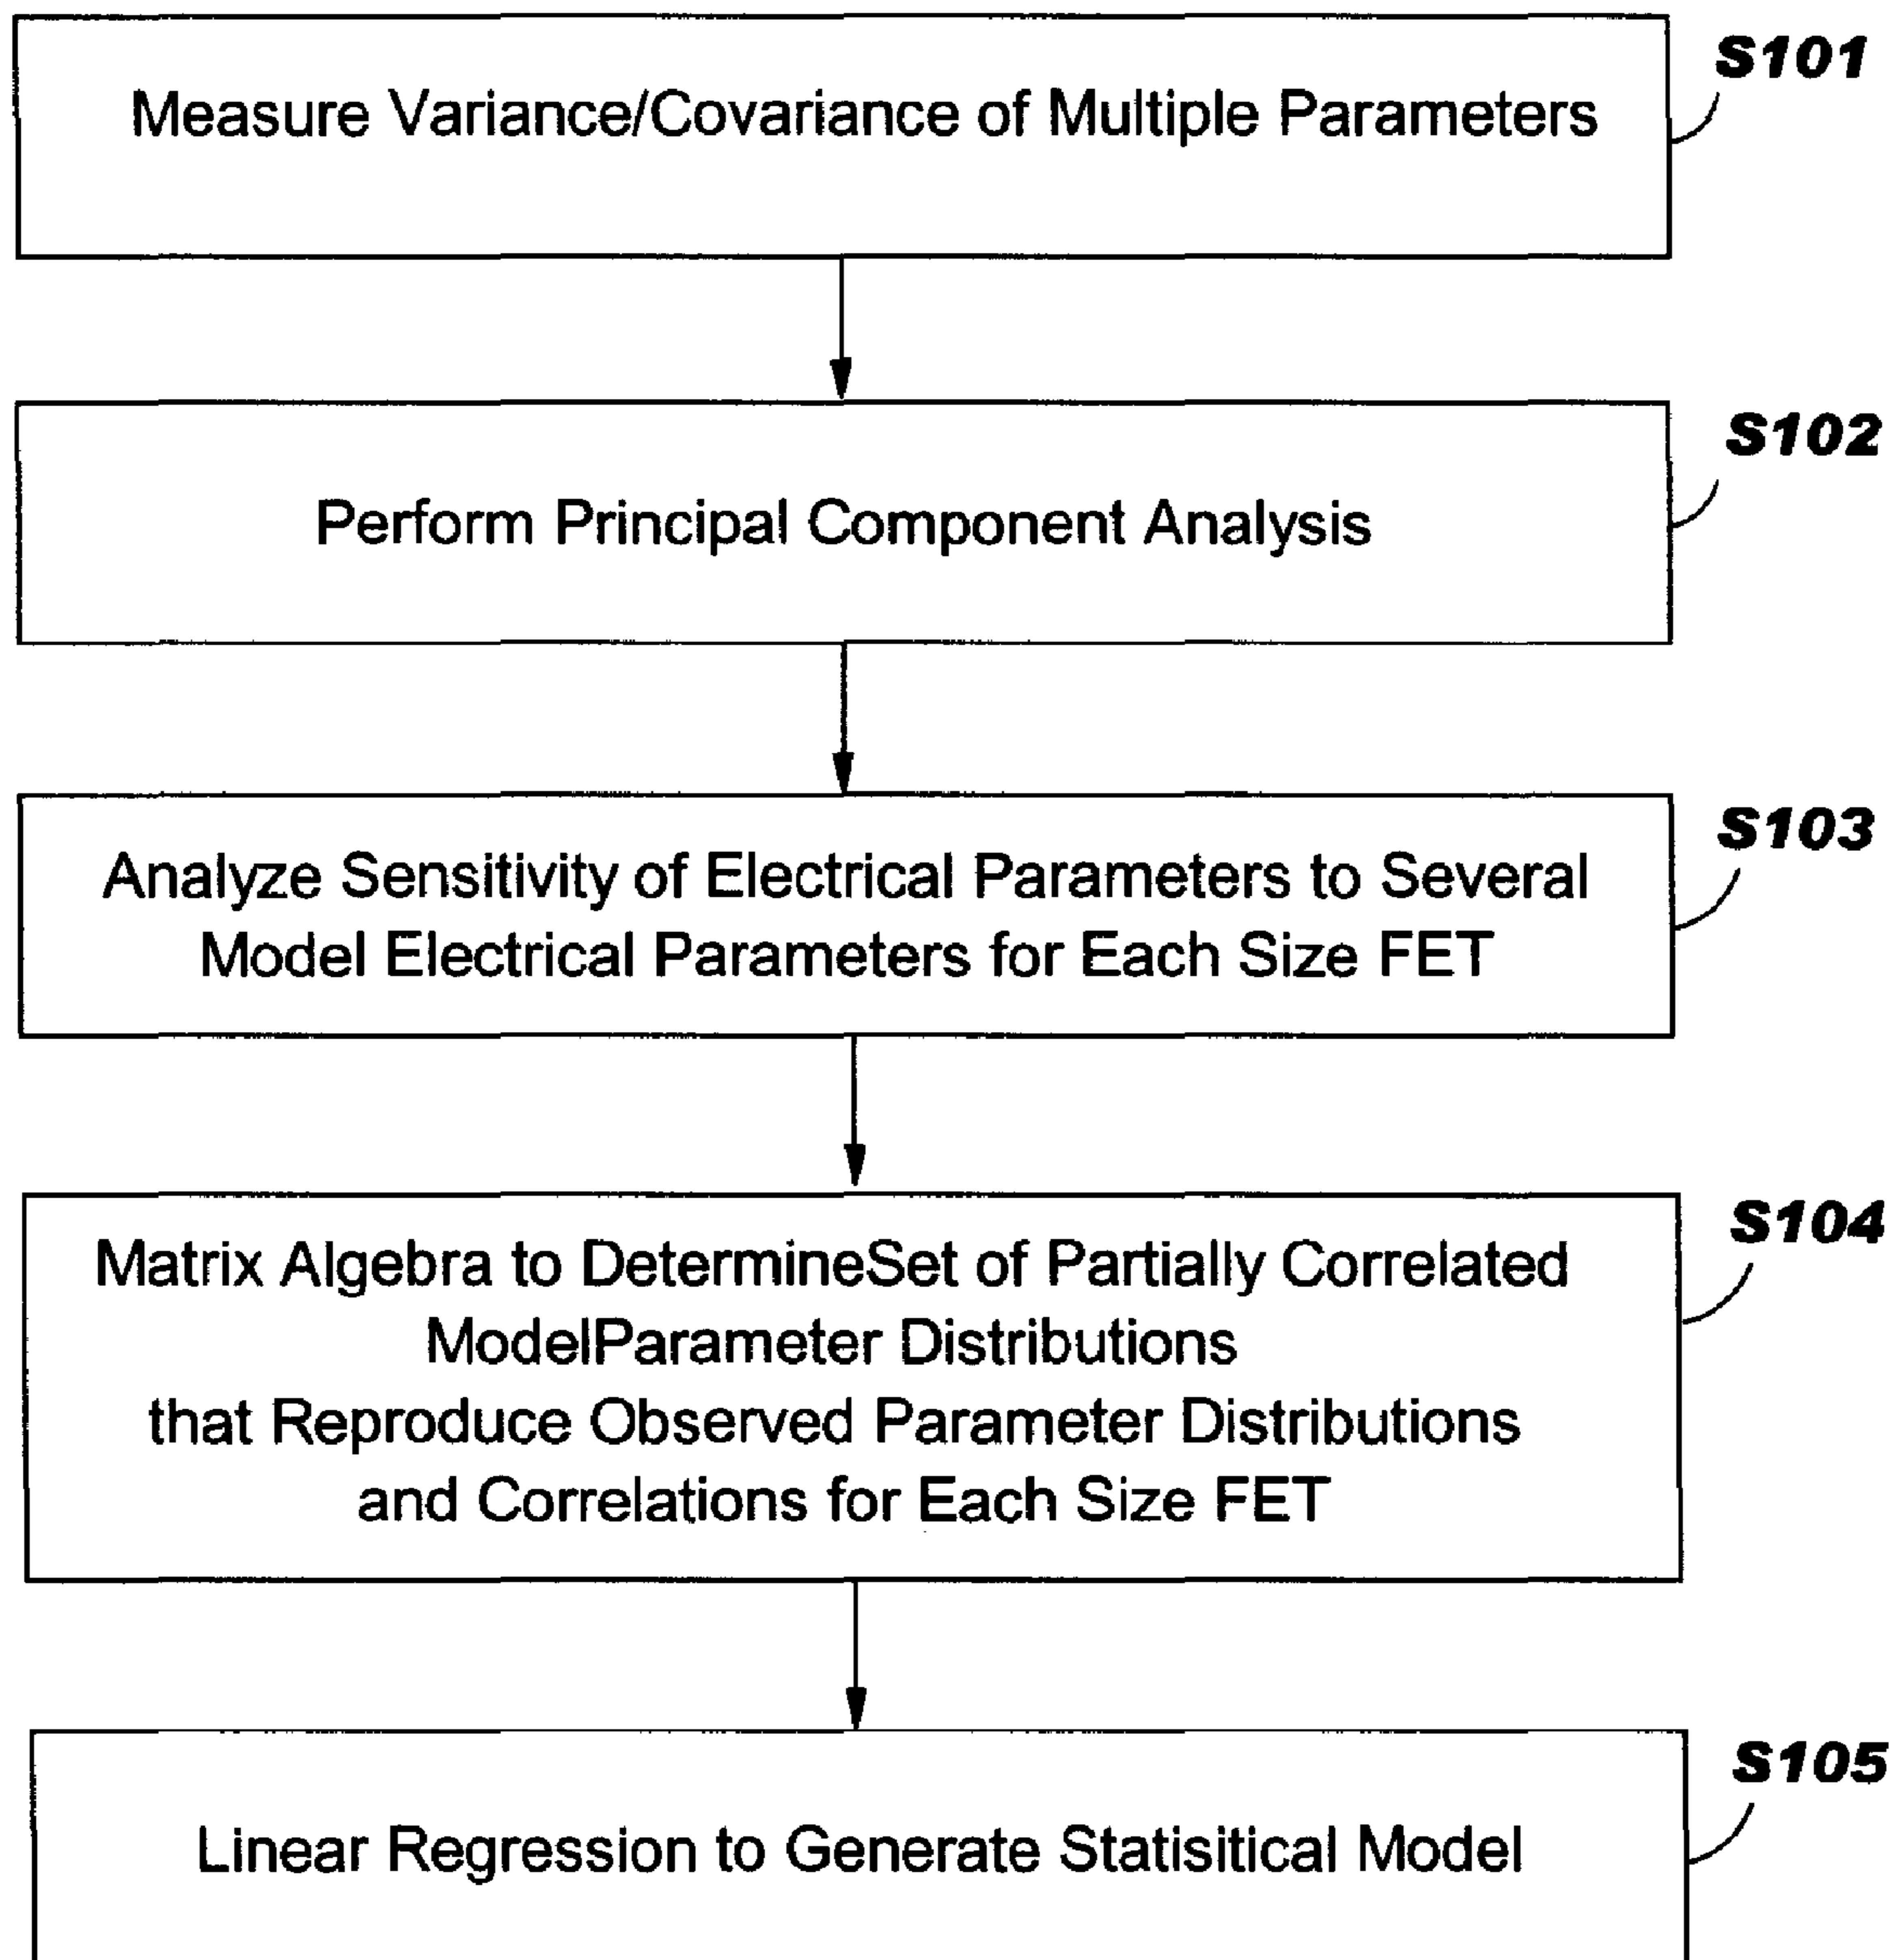 Measure Variance/Covariance of Multiple Parameters
S101
Perform Principal Component Analysis
S102
Analyze Sensitivity of Electrical Parameters to Several
Model Electrical Parameters for Each Size FET
S103
Matrix Algebra to DetermineSet of Partially Correlated
ModelParameter Distributions
that Reproduce Observed Parameter Distributions
and Correlations for Each Size FET
S104
Linear Regression to Generate Statisitical Model
S105